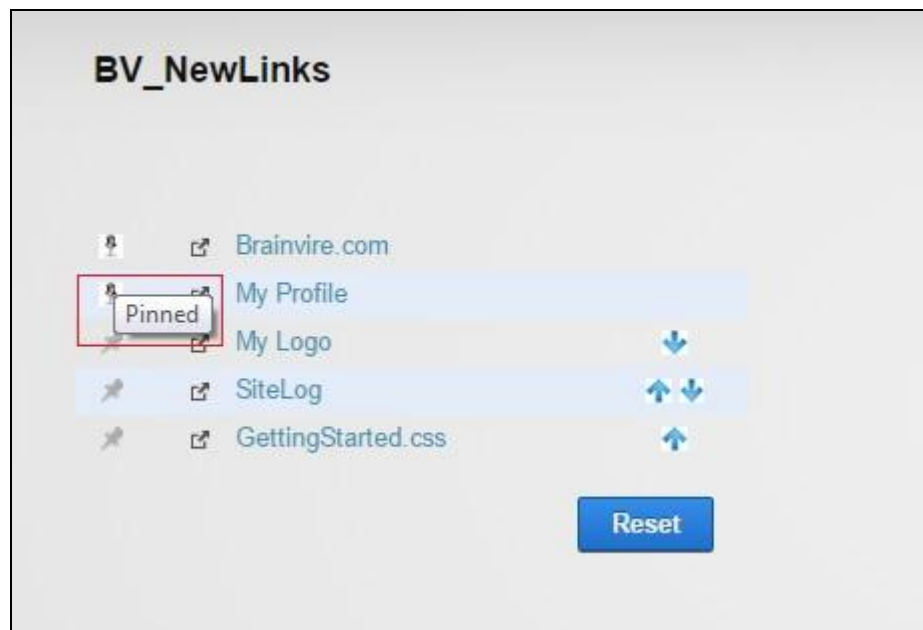 BV_NewLinks
Brainvire.com
My Profile
Pinned
My Logo
SiteLog
GettingStarted.css
Reset